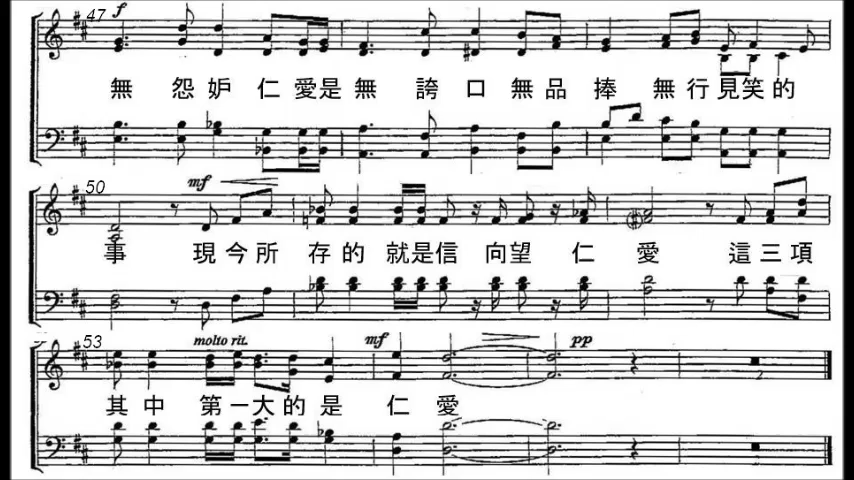 47 f
無 怨 妒 仁 愛是 無 誇 口 無 品 捧 無 行 見笑 的
50 mf
事 現 今 所 存 的 就是信 向望 仁 愛 這 三 項
53 molto rit. mf pp
其 中 第一大的 是 仁 愛